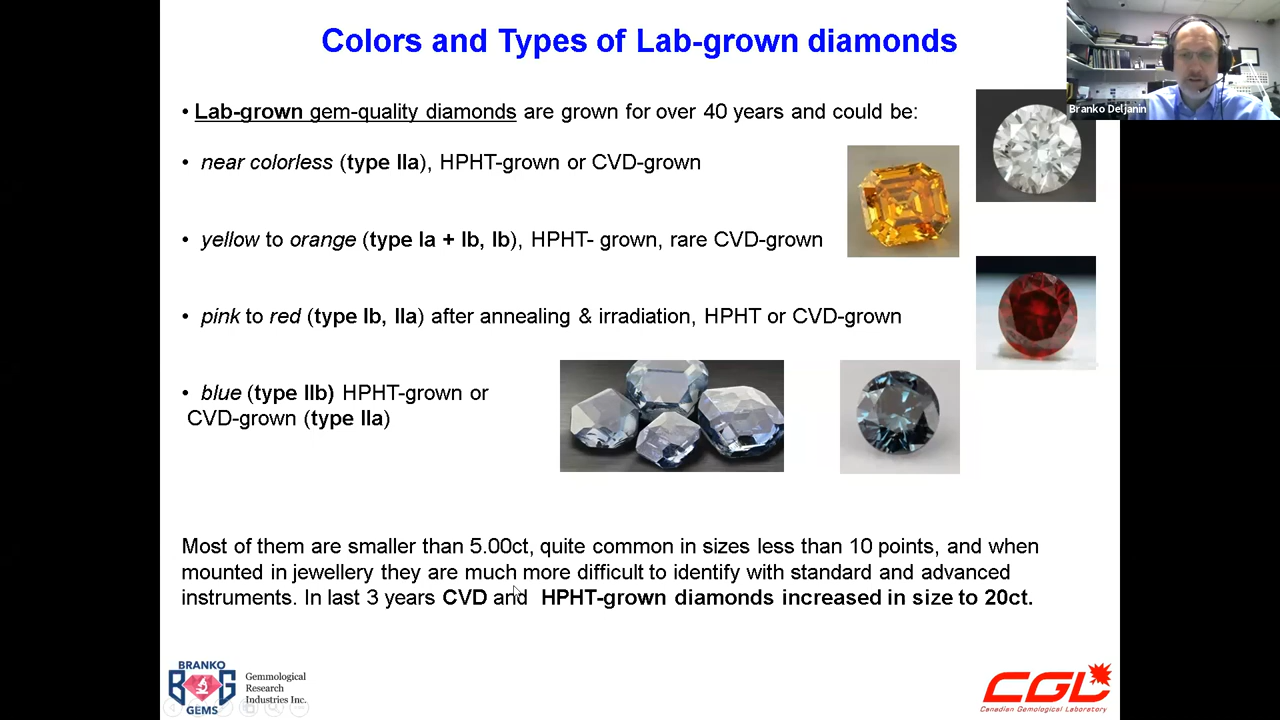 Colors and Types of Lab-grown diamonds
Branko Deljanin
• Lab-grown gem-quality diamonds are grown for over 40 years and could be:
• near colorless (type IIa), HPHT-grown or CVD-grown
• yellow to orange (type Ia + Ib, Ib), HPHT- grown, rare CVD-grown
• pink to red (type Ib, IIa) after annealing & irradiation, HPHT or CVD-grown
• blue (type IIb) HPHT-grown or
CVD-grown (type IIa)
Most of them are smaller than 5.00ct, quite common in sizes less than 10 points, and when
mounted in jewellery they are much more difficult to identify with standard and advanced
instruments. In last 3 years CVD and HPHT-grown diamonds increased in size to 20ct.
BRANKO
B G
GEMS
Gemmological
Research
Industries Inc.
CGL
Canadian Gemological Laboratory